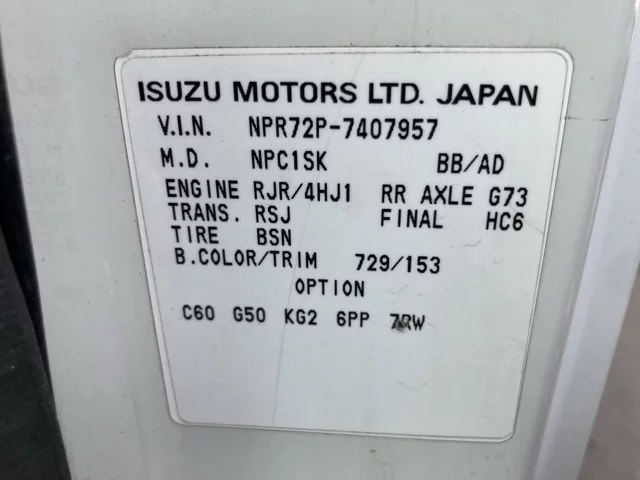 ISUZU MOTORS LTD. JAPAN
V.I.N. NPR72P-7407957
M.D. NPC1SK BB/AD
ENGINE RJR/4HJ1 RR AXLE G73
TRANS. RSJ FINAL HC6
TIRE BSN
B.COLOR/TRIM 729/153
OPTION
C60 G50 KG2 6PP 7RW